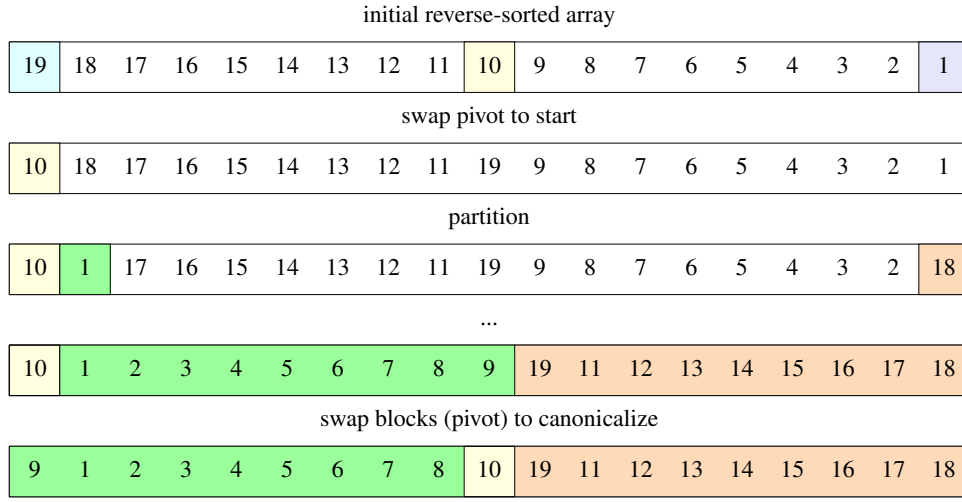 initial reverse-sorted array
19 18 17 16 15 14 13 12 11 10 9 8 7 6 5 4 3 2 1
swap pivot to start
10 18 17 16 15 14 13 12 11 19 9 8 7 6 5 4 3 2 1
partition
10 1 17 16 15 14 13 12 11 19 9 8 7 6 5 4 3 2 18
...
10 1 2 3 4 5 6 7 8 9 19 11 12 13 14 15 16 17 18
swap blocks (pivot) to canonicalize
9 1 2 3 4 5 6 7 8 10 19 11 12 13 14 15 16 17 18